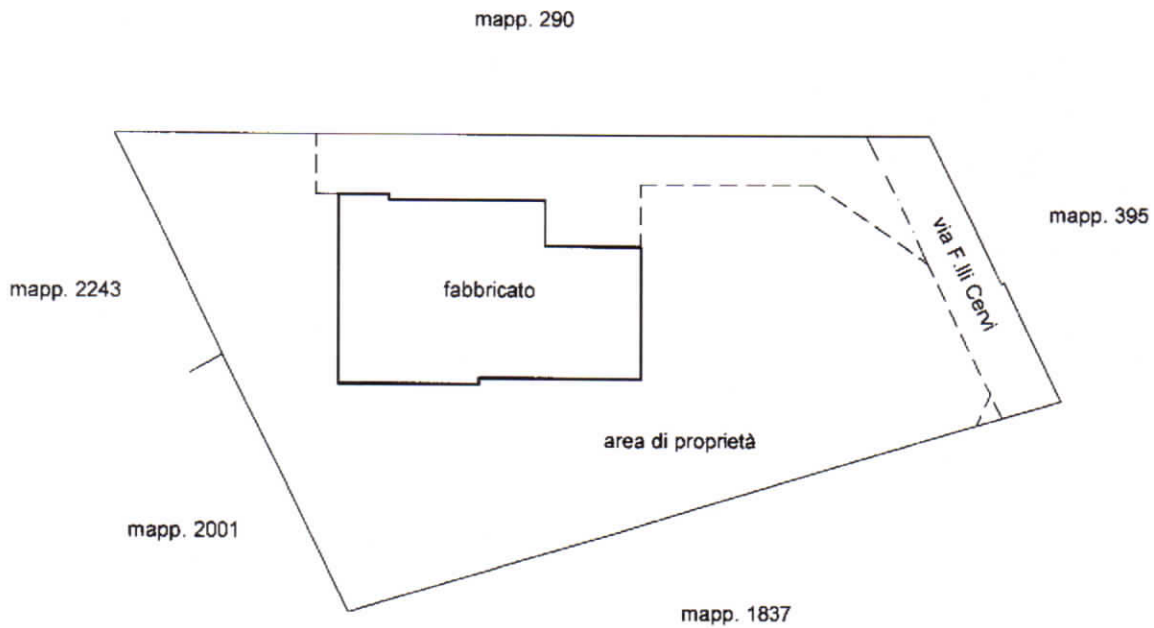 mapp. 290
mapp. 395
via F.lli Cervi
mapp. 2243
fabbricato
area di proprietà
mapp. 2001
mapp. 1837